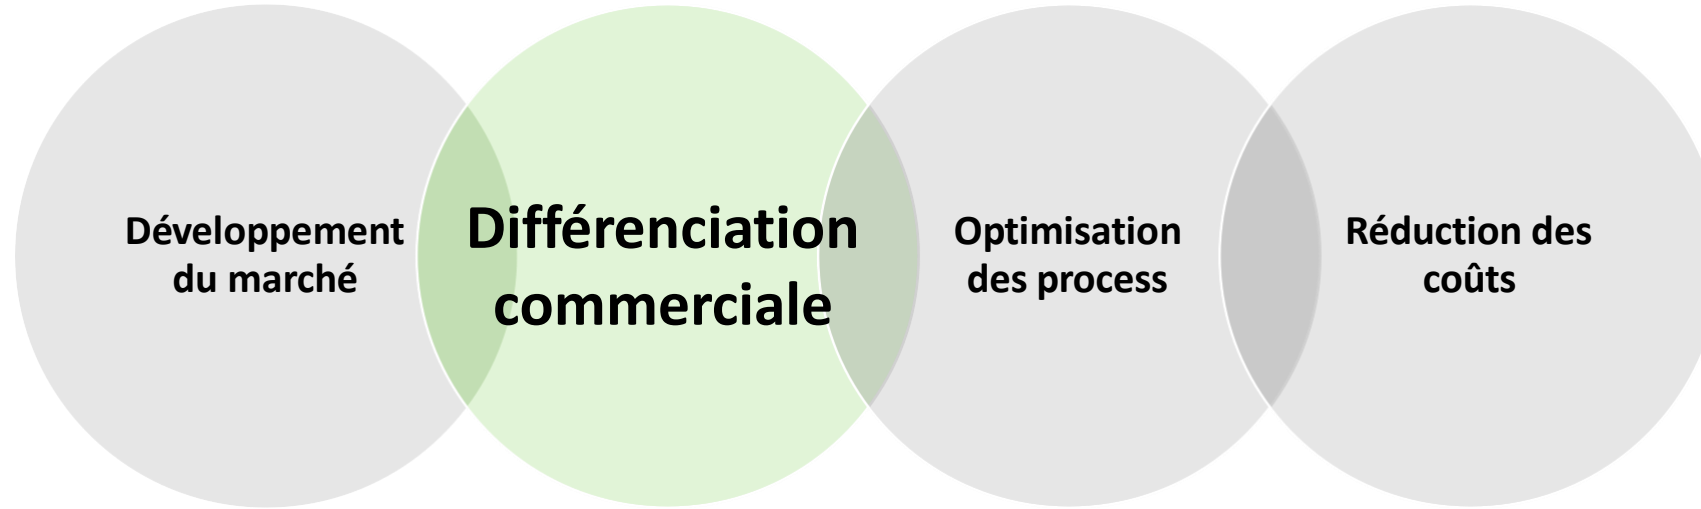 Développement
du marché
Différenciation
commerciale
Optimisation
des process
Réduction des
coûts